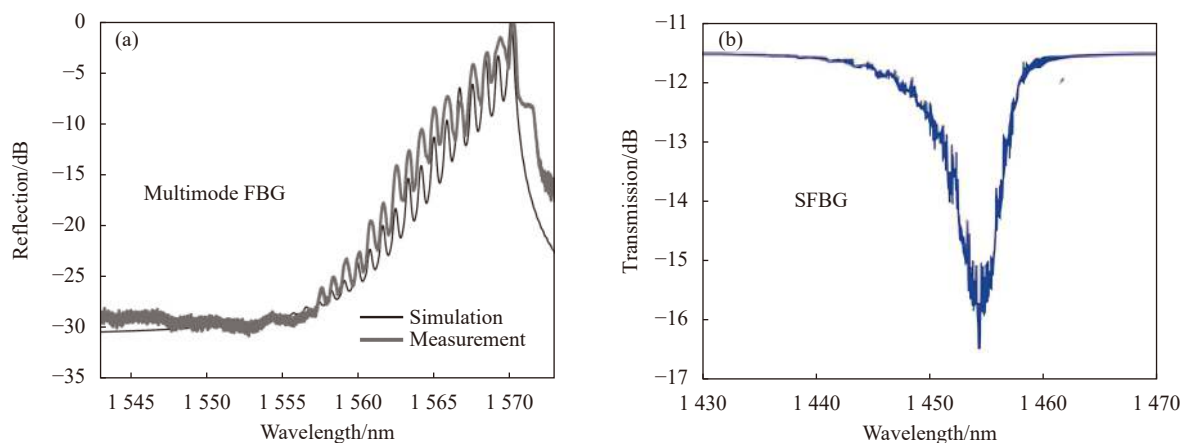 (a)
0
−5
−10
−15
−20
−25
−30
−35
Reflection/dB
Multimode FBG
Simulation
Measurement
1 545
1 550
1 555
1 560
1 565
1 570
Wavelength/nm
(b)
−11
−12
−13
−14
−15
−16
−17
Transmission/dB
SFBG
1 430
1 440
1 450
1 460
1 470
Wavelength/nm